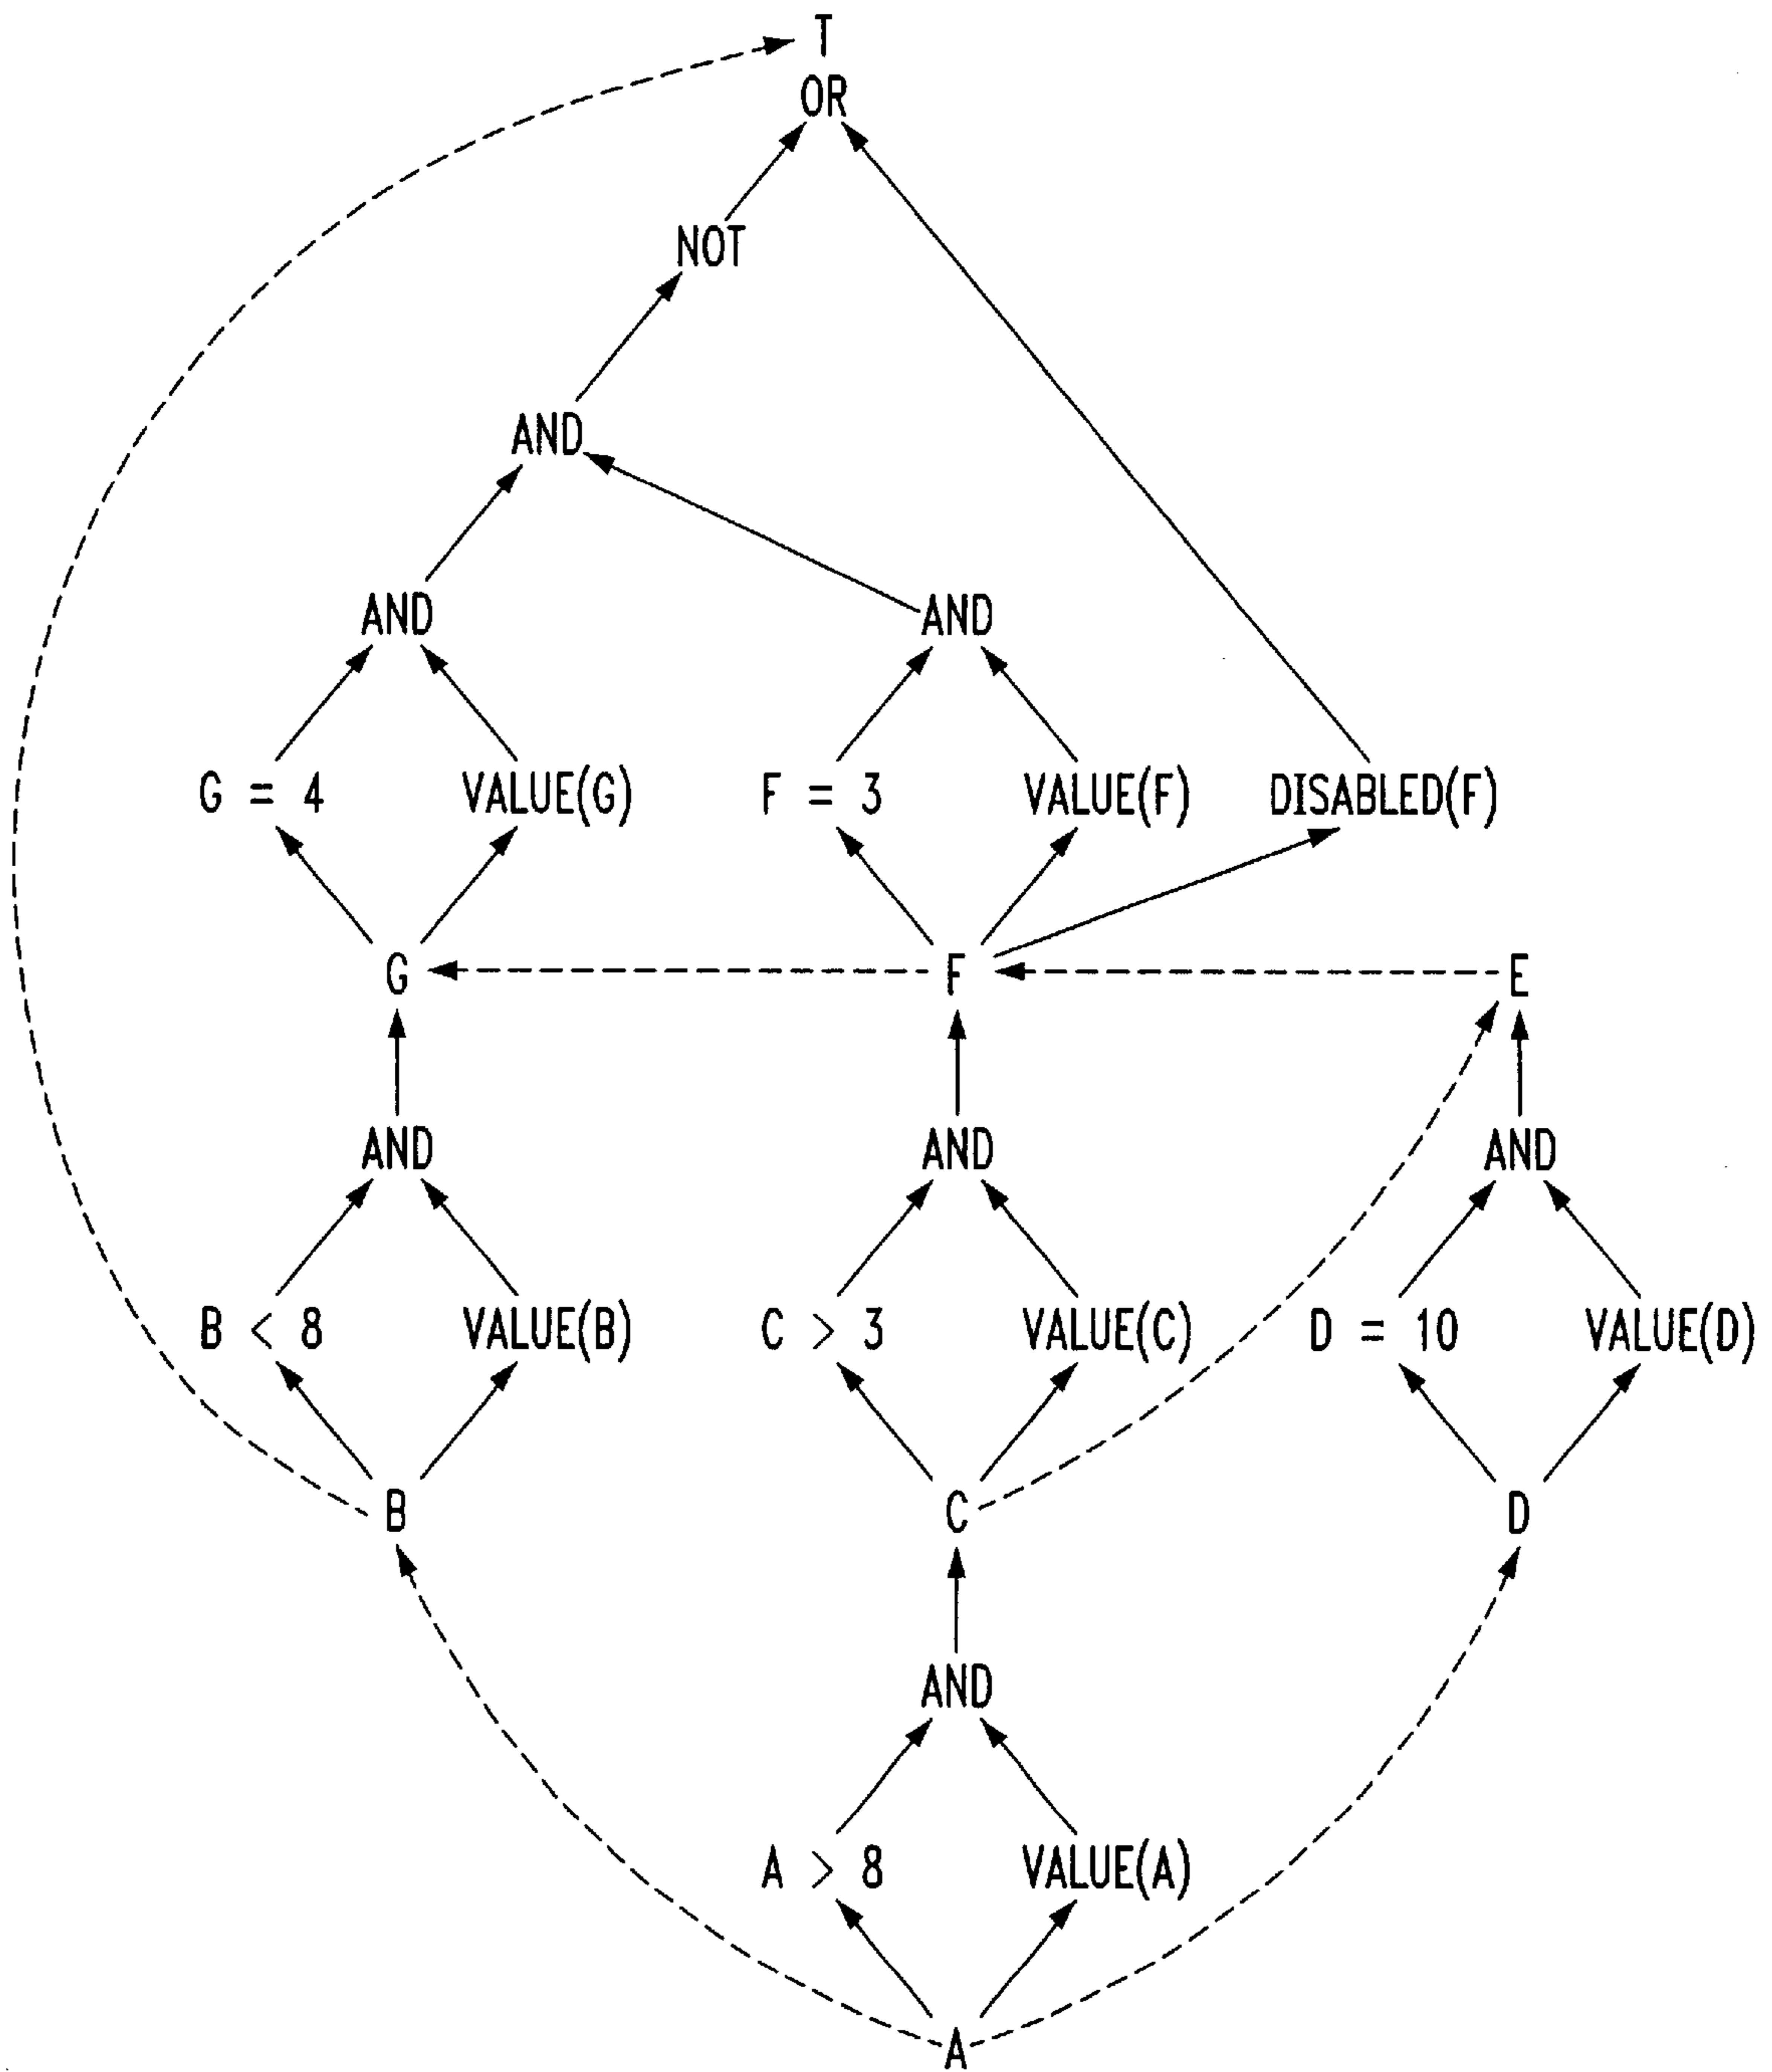 T
OR
NOT
AND
AND AND
G = 4 VALUE(G) F = 3 VALUE(F) DISABLED(F)
G F E
AND AND AND
B < 8 VALUE(B) C > 3 VALUE(C) D = 10 VALUE(D)
B C D
AND
A > 8 VALUE(A)
A